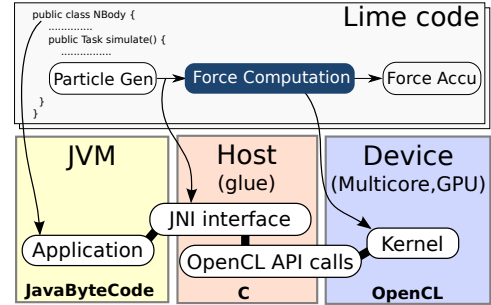 Lime code
public class NBody {
..............
public Task simulate() {
................
Particle Gen
Force Computation
Force Accu
}
}
JVM
Host
(glue)
Device
(Multicore,GPU)
JNI interface
Application
OpenCL API calls
Kernel
JavaByteCode
C
OpenCL